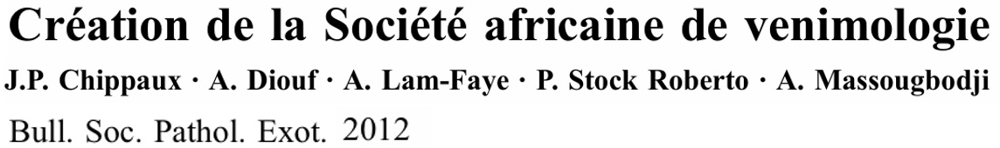 Création de la Société africaine de venimologie
J.P. Chippaux · A. Diouf · A. Lam-Faye · P. Stock Roberto · A. Massougbodji
Bull. Soc. Pathol. Exot. 2012